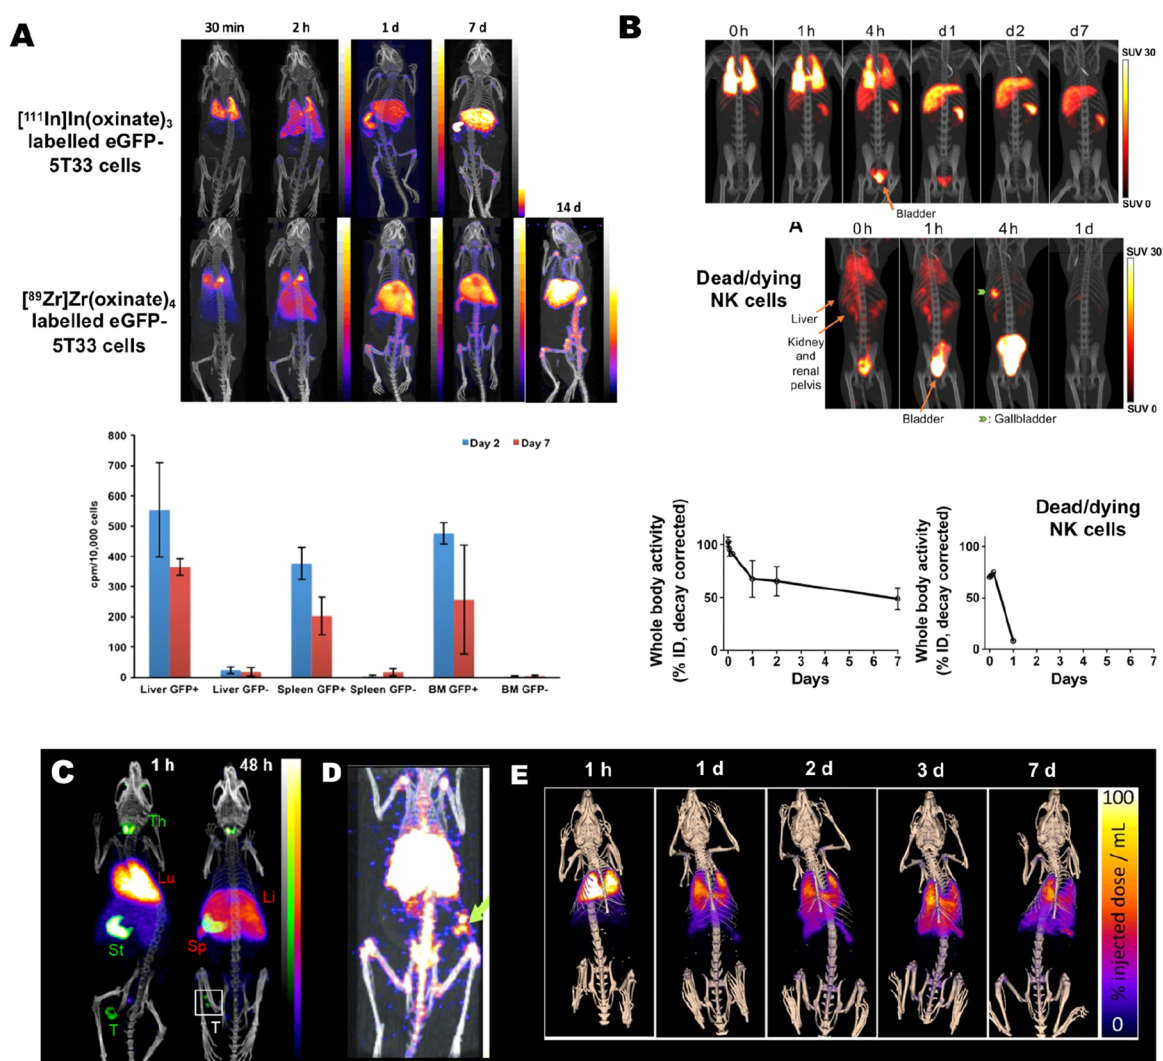 A
30 min 2 h 1 d 7 d
[111In]In(oxinate)3
labelled eGFP-
5T33 cells
14 d
[89Zr]Zr(oxinate)4
labelled eGFP-
5T33 cells
800
700
600
500
400
300
200
100
0
cpm/10,000 cells
Day 2 Day 7
Liver GFP+ Liver GFP- Spleen GFP+ Spleen GFP- BM GFP+ BM GFP-
B
0 h 1 h 4 h d 1 d 2 d 7
SUV 30
SUV 0
Bladder
A
0 h 1 h 4 h 1 d
SUV 30
SUV 0
Dead/dying
NK cells
Liver
Kidney
and
renal
pelvis
Bladder
: Gallbladder
Whole body activity
(% ID, decay corrected)
100
50
0
0 1 2 3 4 5 6 7
Days
Dead/dying
NK cells
Whole body activity
(% ID, decay corrected)
100
50
0
0 1 2 3 4 5 6 7
Days
C
1 h 48 h
Th
Lu
Li
St
Sp
T
T
D
E
1 h 1 d 2 d 3 d 7 d
100
% injected dose / mL
0